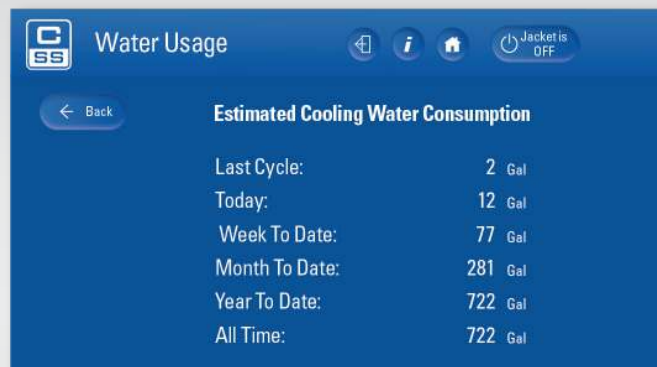 C
SS
Water Usage
i
Jacket is
OFF
← Back
Estimated Cooling Water Consumption
Last Cycle: 2 Gal
Today: 12 Gal
Week To Date: 77 Gal
Month To Date: 281 Gal
Year To Date: 722 Gal
All Time: 722 Gal